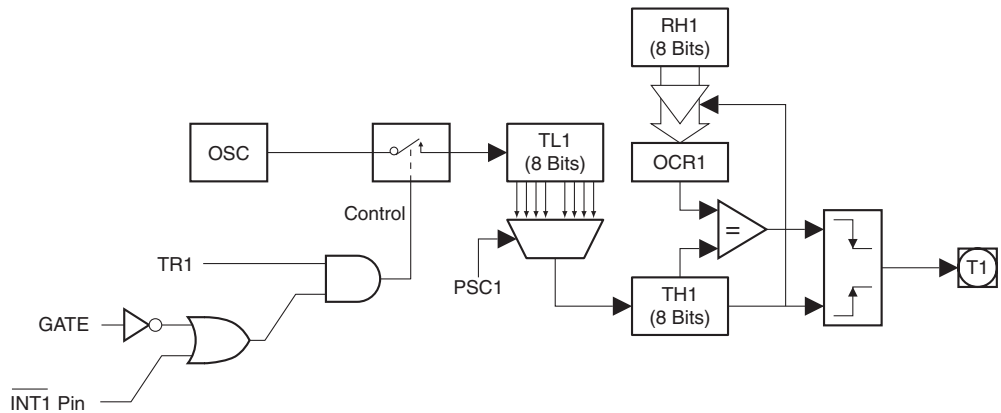 RH1
(8 Bits)
OSC
TL1
(8 Bits)
OCR1
Control
=
TR1
PSC1
T1
TH1
(8 Bits)
GATE
INT1 Pin